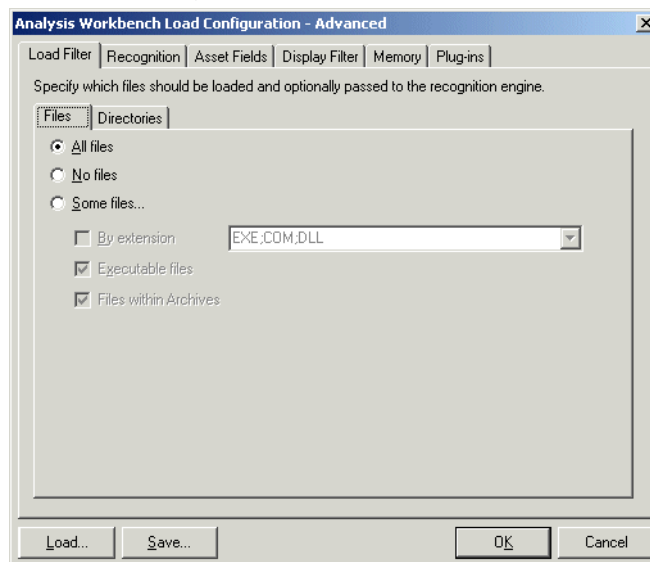 Analysis Workbench Load Configuration - Advanced
Load Filter Recognition Asset Fields Display Filter Memory Plug-ins
Specify which files should be loaded and optionally passed to the recognition engine.
Files Directories
All files
No files
Some files...
By extension EXE;COM;DLL
Executable files
Files within Archives
Load... Save... OK Cancel